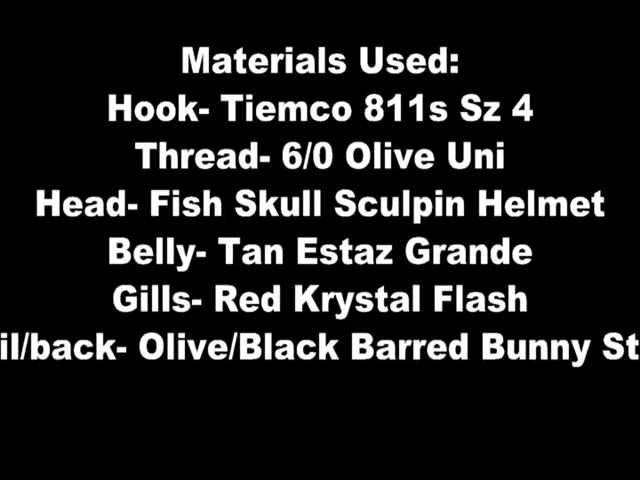 Materials Used:
Hook- Tiemco 811s Sz 4
Thread- 6/0 Olive Uni
Head- Fish Skull Sculpin Helmet
Belly- Tan Estaz Grande
Gills- Red Krystal Flash
il/back- Olive/Black Barred Bunny St